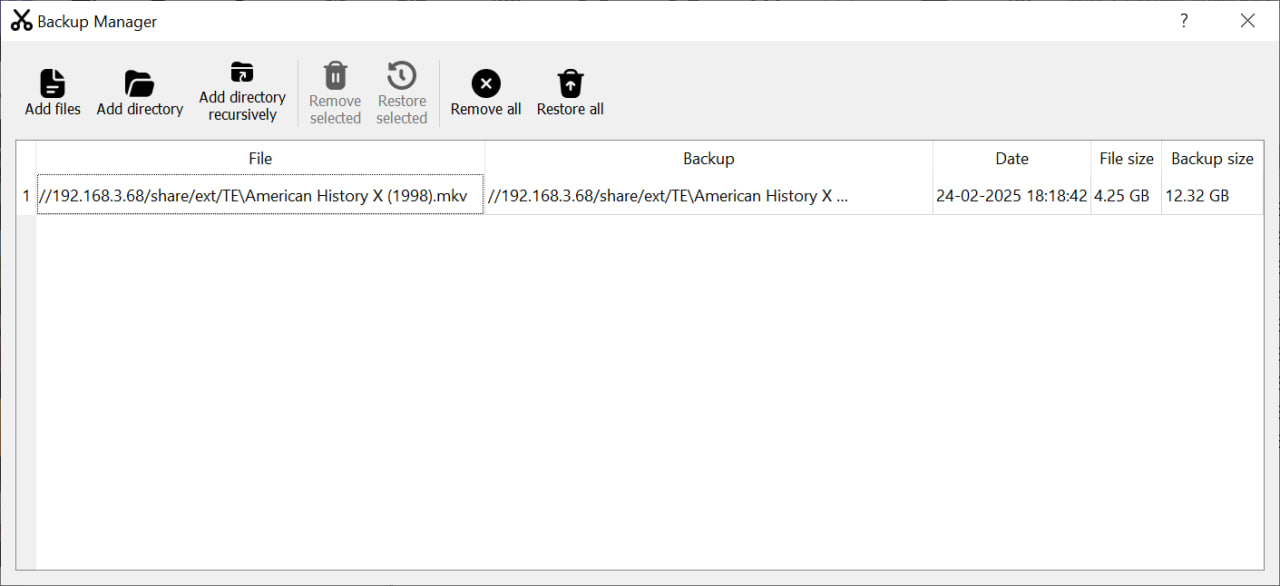 Backup Manager
?
Add files
Add directory
Add directory
recursively
Remove
selected
Restore
selected
Remove all
Restore all
File
Backup
Date
File size
Backup size
1
//192.168.3.68/share/ext/TE\American History X (1998).mkv
//192.168.3.68/share/ext/TE\American History X ...
24-02-2025 18:18:42
4.25 GB
12.32 GB